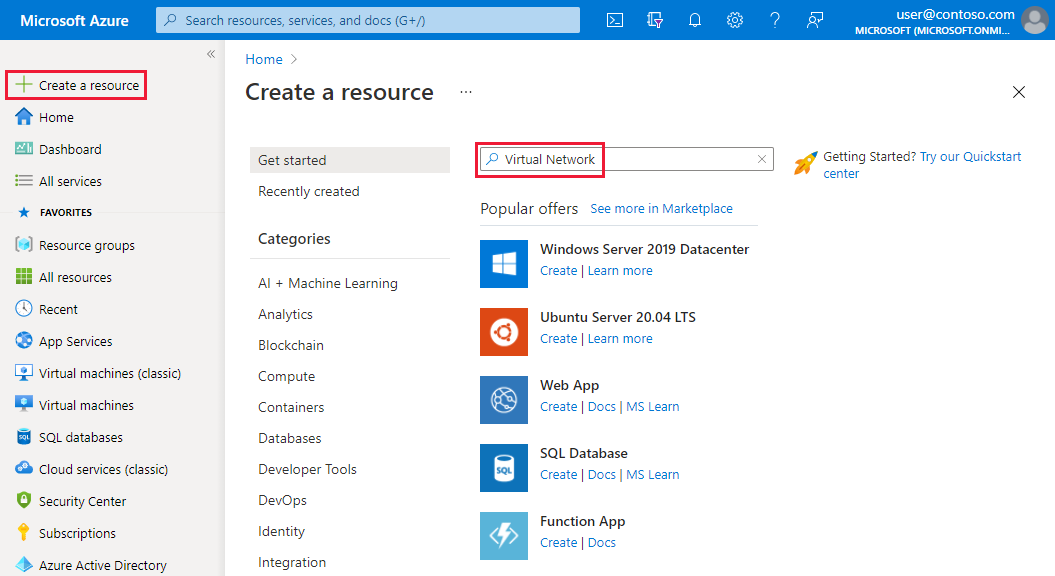 Microsoft Azure
Search resources, services, and docs (G+/)
user@contoso.com
MICROSOFT (MICROSOFT.ONMI...
Create a resource
Home
Dashboard
All services
FAVORITES
Resource groups
All resources
Recent
App Services
Virtual machines (classic)
Virtual machines
SQL databases
Cloud services (classic)
Security Center
Subscriptions
Azure Active Directory
Home
Create a resource ...
Get started
Recently created
Categories
AI + Machine Learning
Analytics
Blockchain
Compute
Containers
Databases
Developer Tools
DevOps
Identity
Integration
Virtual Network
Getting Started? Try our Quickstart
center
Popular offers See more in Marketplace
Windows Server 2019 Datacenter
Create | Learn more
Ubuntu Server 20.04 LTS
Create | Learn more
Web App
Create | Docs | MS Learn
SQL
SQL Database
Create | Docs | MS Learn
Function App
Create | Docs